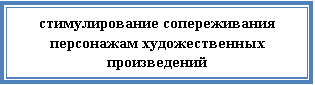 стимулирование сопереживания
персонажам художественных
произведений